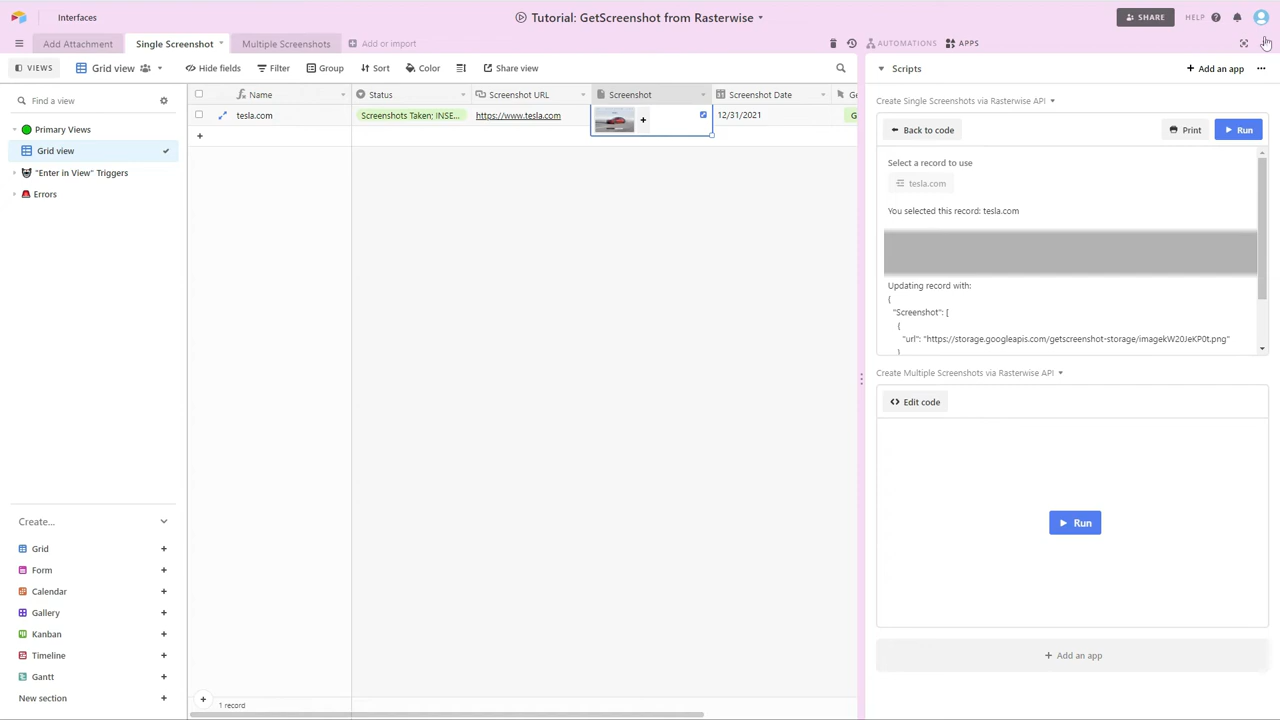 Interfaces
Tutorial: GetScreenshot from Rasterwise
SHARE
HELP
Add Attachment
Single Screenshot
Multiple Screenshots
Add or import
AUTOMATIONS
APPS
VIEWS
Grid view
Hide fields
Filter
Group
Sort
Color
Share view
Scripts
Add an app
Find a view
Primary Views
Grid view
"Enter in View" Triggers
Errors
Name
Status
Screenshot URL
Screenshot
Screenshot Date
Ge
tesla.com
Screenshots Taken; INSE...
https://www.tesla.com
12/31/2021
G
Create Single Screenshots via Rasterwise API
Back to code
Print
Run
Select a record to use
tesla.com
You selected this record: tesla.com
Updating record with:
{
"Screenshot": [
{
"url": "https://storage.googleapis.com/getscreenshot-storage/imagekW20JeKP0t.png"
}
Create Multiple Screenshots via Rasterwise API
Edit code
Run
Add an app
Create...
Grid
Form
Calendar
Gallery
Kanban
Timeline
Gantt
New section
1 record